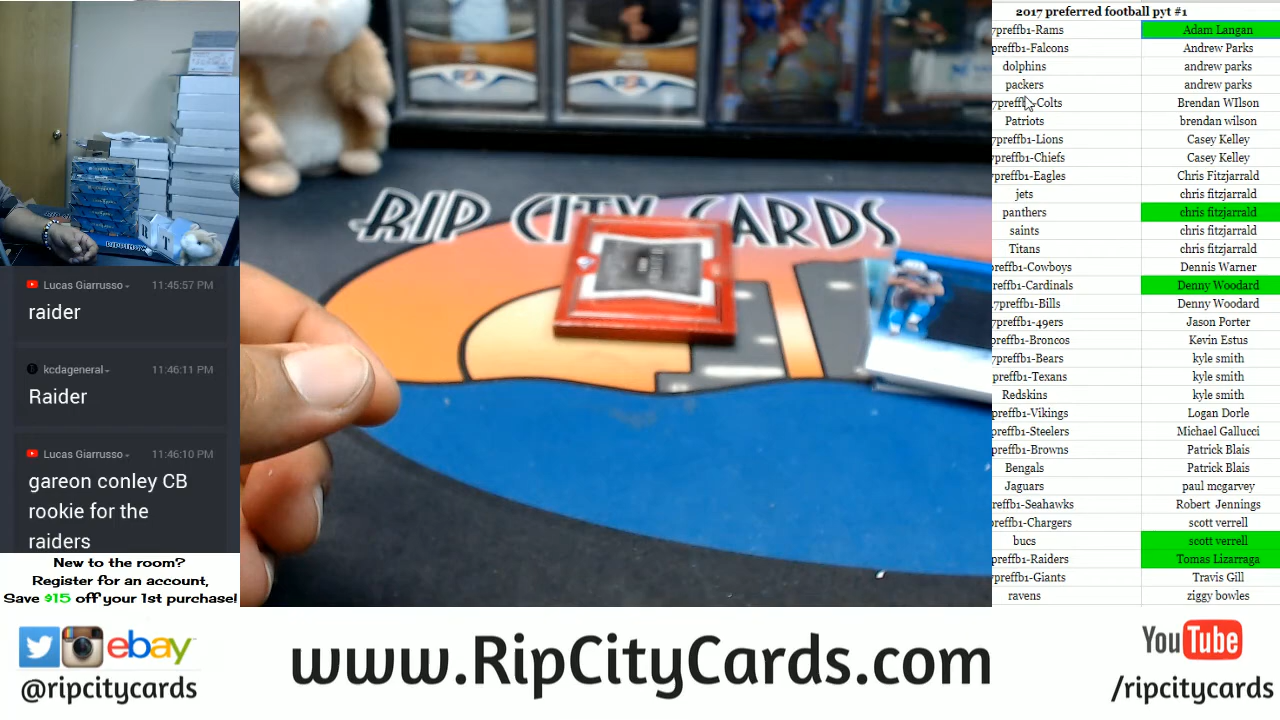 2017 preferred football pyt #1
7preffb1-Rams Adam Langan
preffb1-Falcons Andrew Parks
dolphins andrew parks
packers andrew parks
7preffb1-Colts Brendan WIlson
Patriots brendan wilson
preffb1-Lions Casey Kelley
preffb1-Chiefs Casey Kelley
preffb1-Eagles Chris Fitzjarrald
jets chris fitzjarrald
panthers chris fitzjarrald
saints chris fitzjarrald
Titans chris fitzjarrald
reffb1-Cowboys Dennis Warner
reffb1-Cardinals Denny Woodard
7preffb1-Bills Denny Woodard
7preffb1-49ers Jason Porter
reffb1-Broncos Kevin Estus
7preffb1-Bears kyle smith
preffb1-Texans kyle smith
Redskins kyle smith
preffb1-Vikings Logan Dorle
reffb1-Steelers Michael Gallucci
preffb1-Browns Patrick Blais
Bengals Patrick Blais
Jaguars paul mcgarvey
reffb1-Seahawks Robert Jennings
reffb1-Chargers scott verrell
bucs scott verrell
preffb1-Raiders Tomas Lizarraga
preffb1-Giants Travis Gill
ravens ziggy bowles
RIP CITY CARDS
Lucas Giarrusso 11:45:57 PM
raider
kcdageneral 11:46:11 PM
Raider
Lucas Giarrusso 11:46:10 PM
gareon conley CB
rookie for the
raiders
New to the room?
Register for an account,
Save $15 off your 1st purchase!
ebay
@ripcitycards
www.RipCityCards.com
YouTube
/ripcitycards